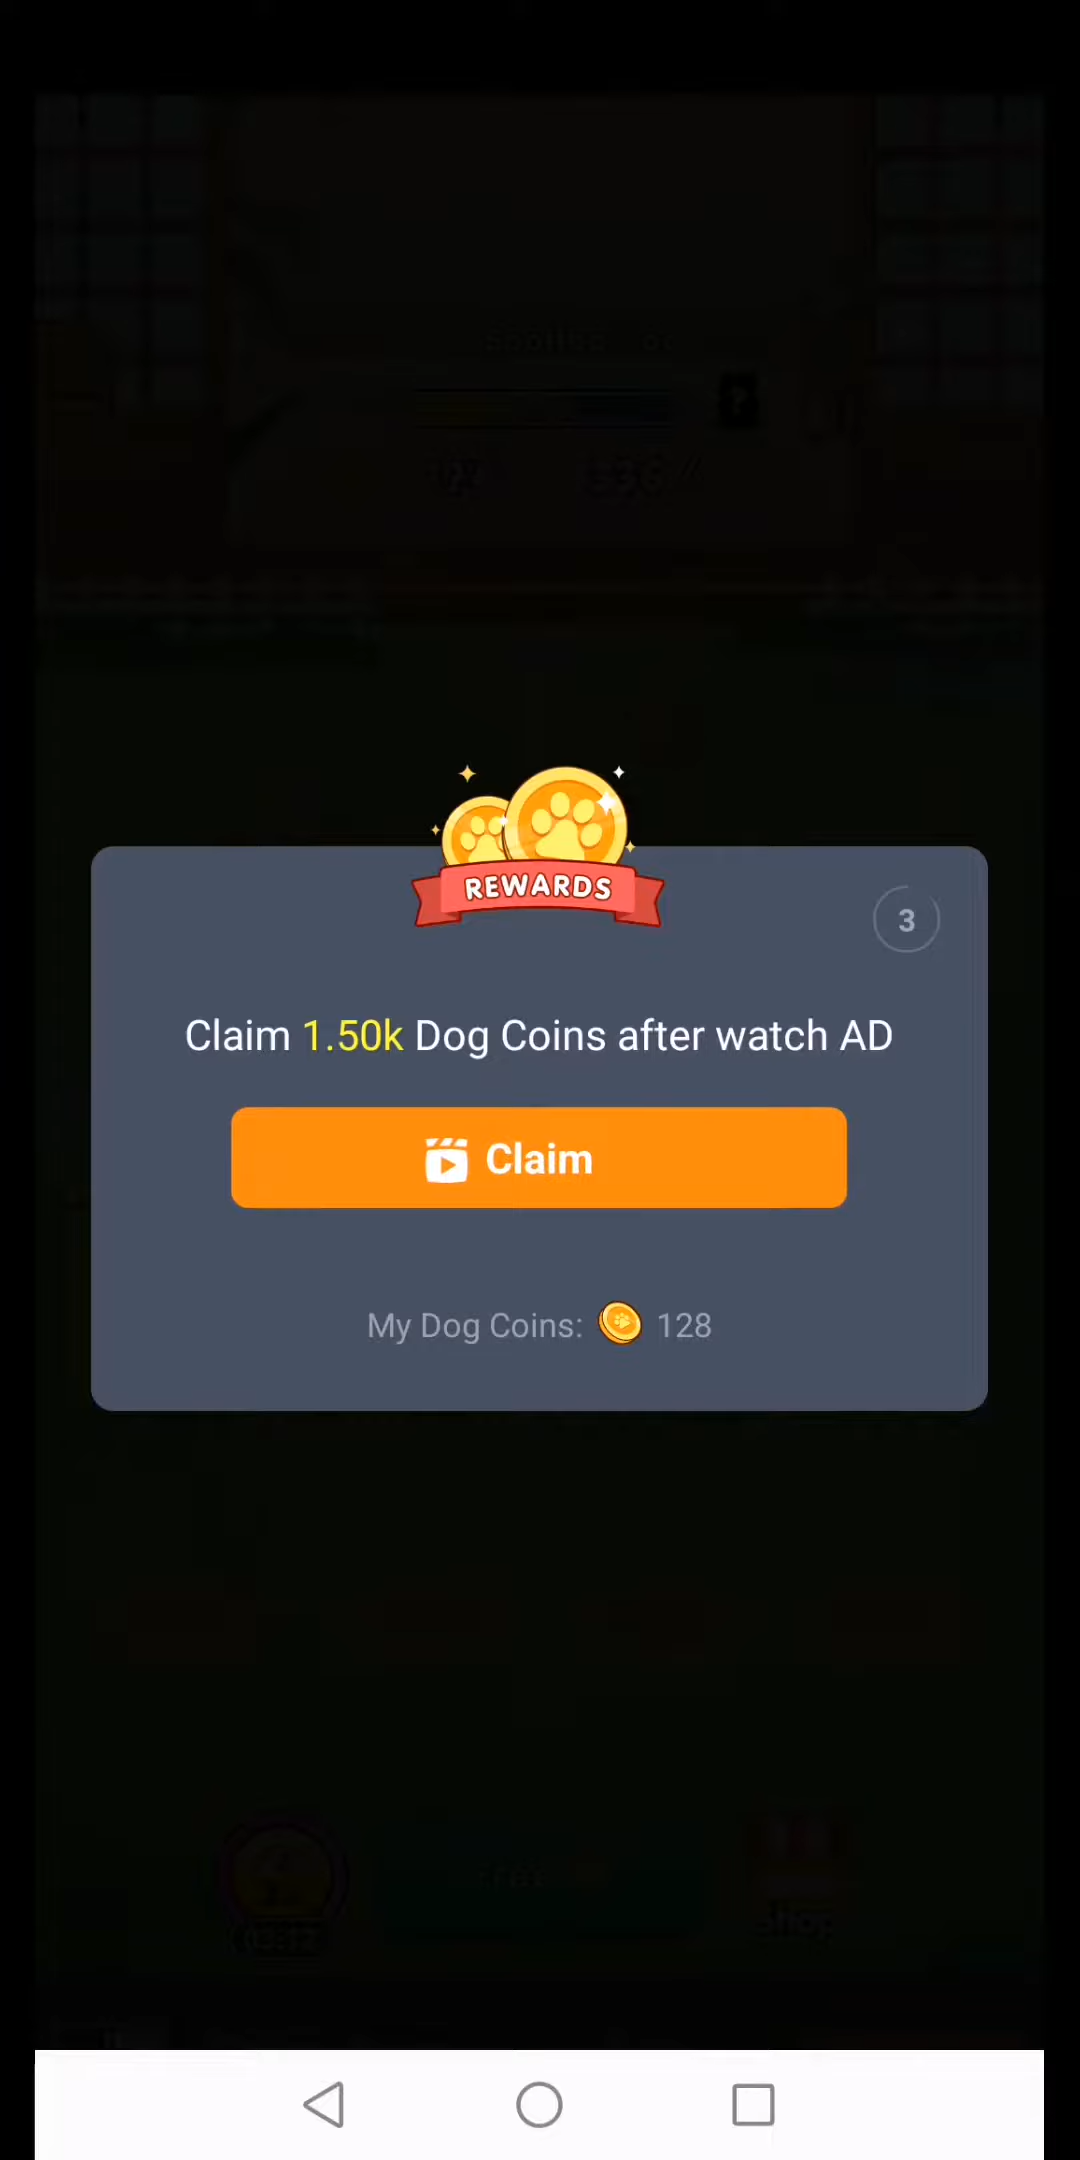 REWARDS
3
Claim 1.50k Dog Coins after watch AD
Claim
My Dog Coins: 128